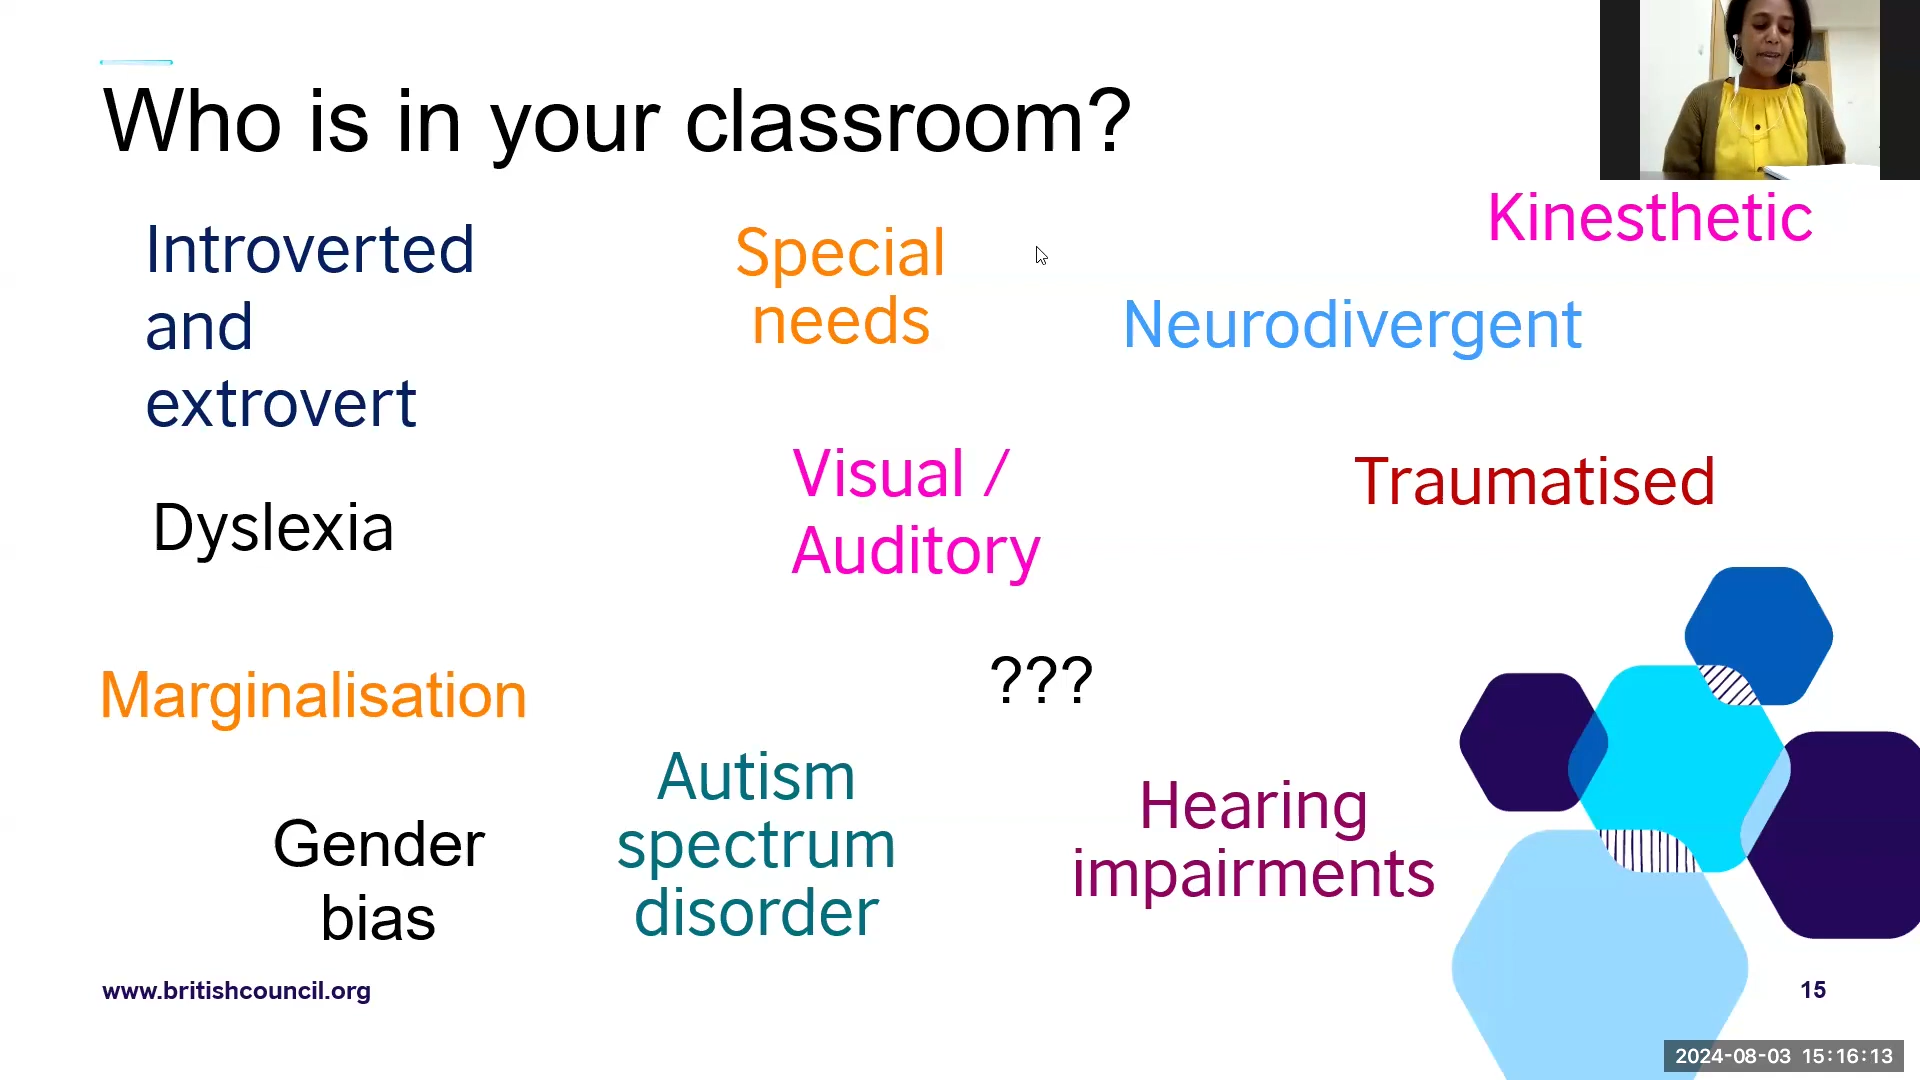 Who is in your classroom?
Kinesthetic
Introverted
and
extrovert
Special
needs
Neurodivergent
Visual /
Auditory
Traumatised
Dyslexia
Marginalisation
???
Autism
spectrum
disorder
Hearing
impairments
Gender
bias
www.britishcouncil.org
15
2024-08-03 15:16:13